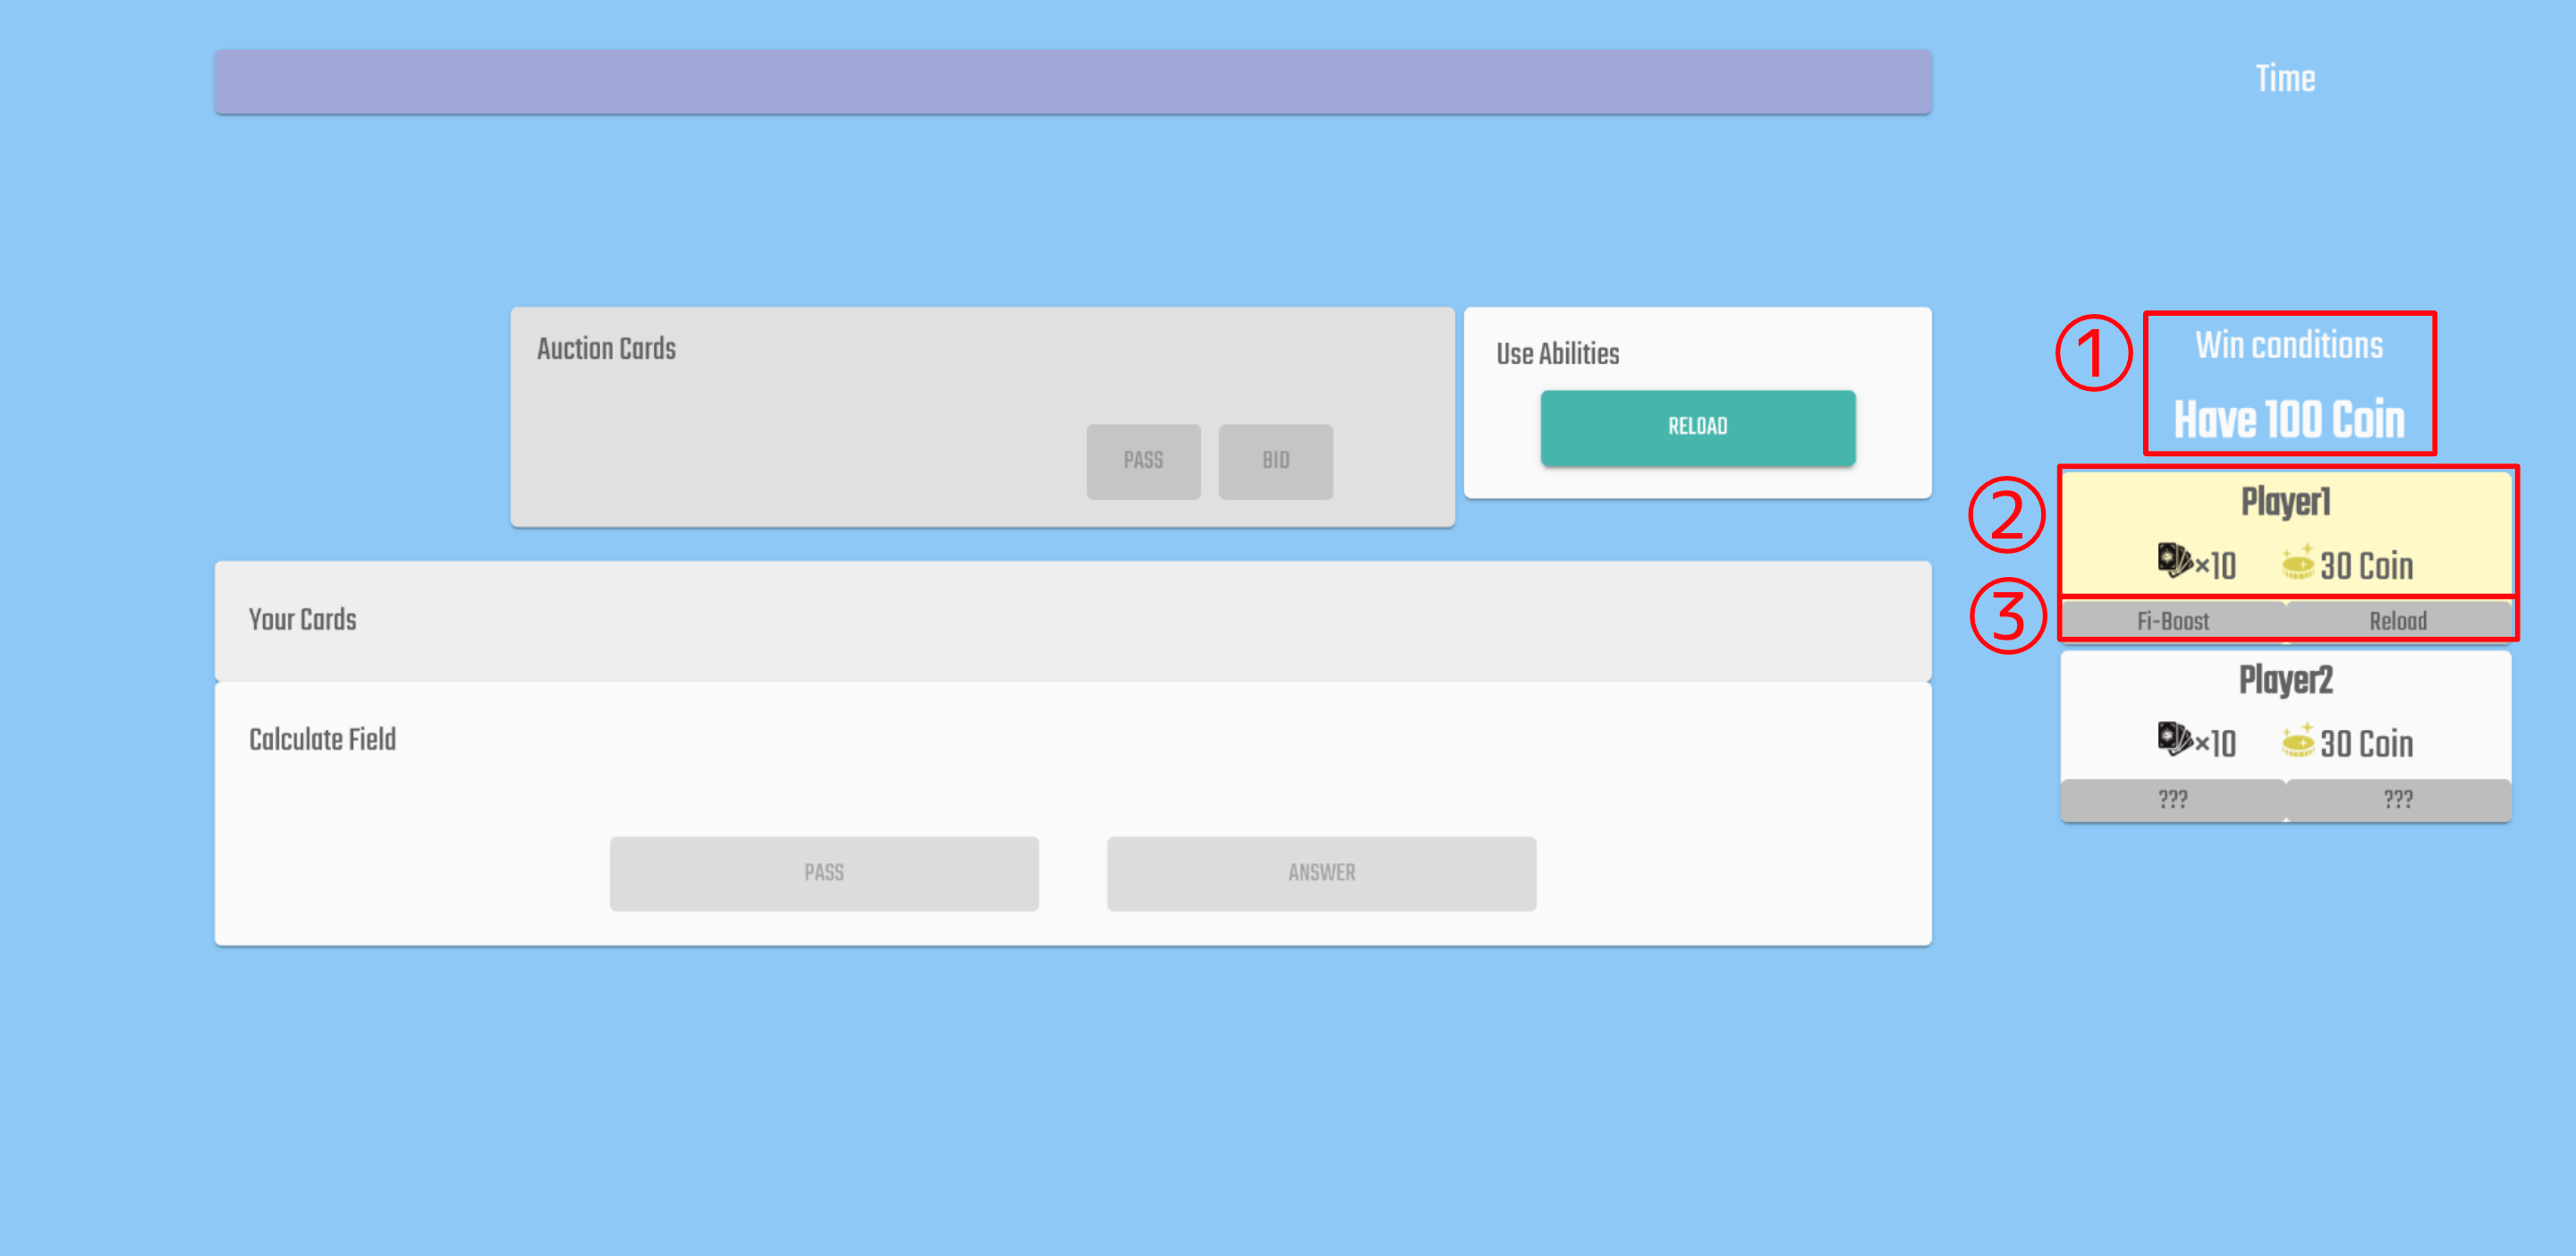 Time
Auction Cards
PASS
BID
Use Abilities
RELOAD
①
Win conditions
Have 100 Coin
②
Player1
×10
30 Coin
③
Fi-Boost
Reload
Player2
×10
30 Coin
???
???
Your Cards
Calculate Field
PASS
ANSWER